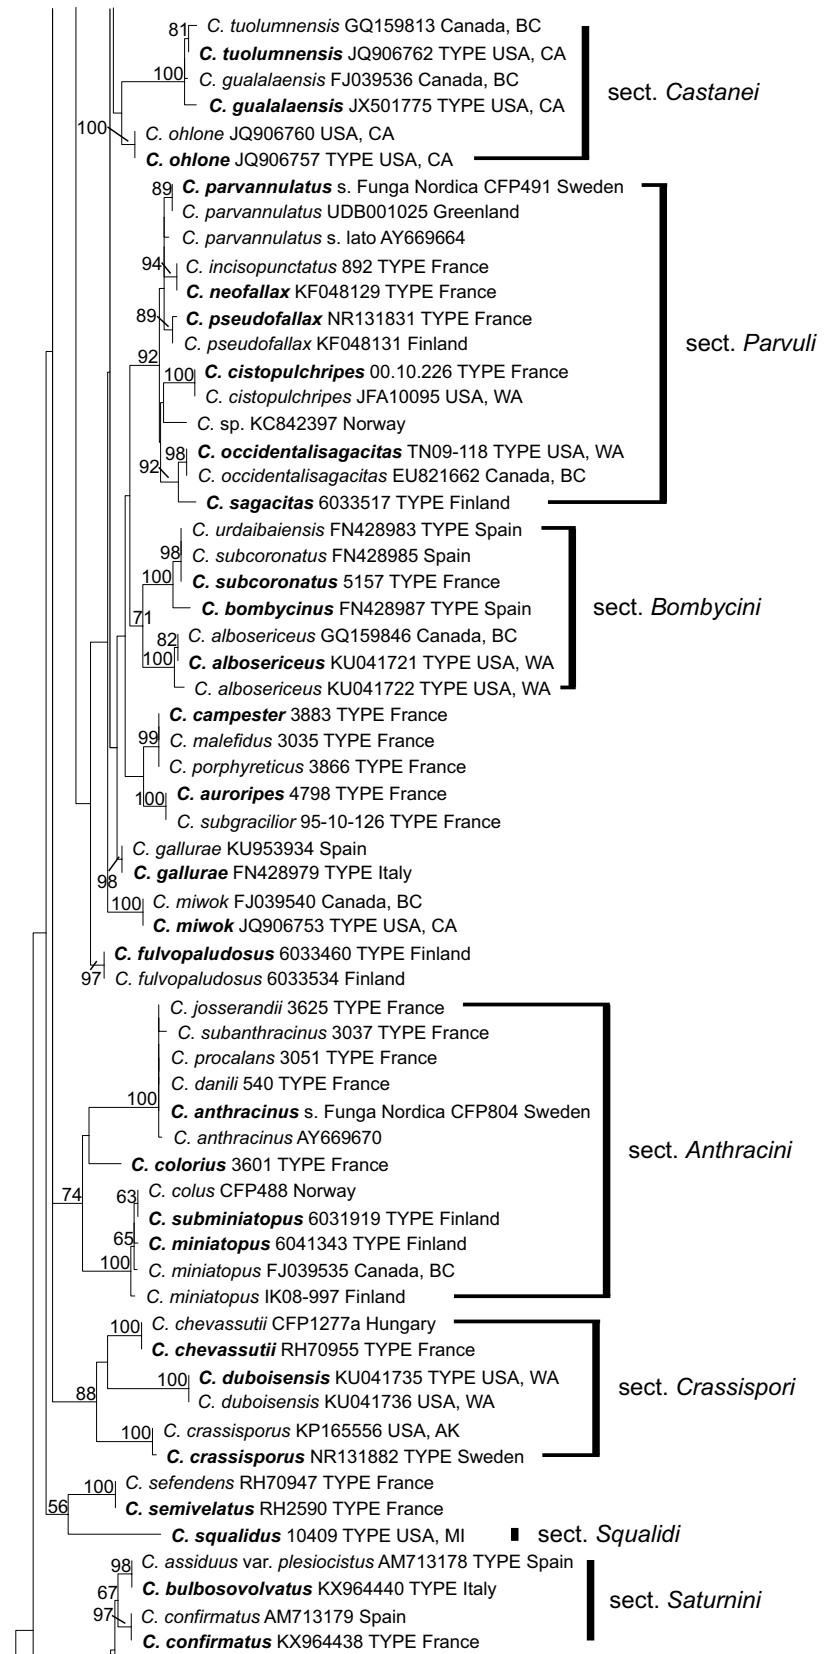 C. tuolumnensis GQ159813 Canada, BC
81
C. tuolumnensis JQ906762 TYPE USA, CA
100
C. gualalaensis FJ039536 Canada, BC
sect. Castanei
C. gualalaensis JX501775 TYPE USA, CA
100
C. ohlone JQ906760 USA, CA
C. ohlone JQ906757 TYPE USA, CA
89
C. parvannulatus s. Funga Nordica CFP491 Sweden
C. parvannulatus UDB001025 Greenland
C. parvannulatus s. lato AY669664
94
C. incisopunctatus 892 TYPE France
C. neofallax KF048129 TYPE France
89
C. pseudofallax NR131831 TYPE France
C. pseudofallax KF048131 Finland
sect. Parvuli
92
100
C. cistopulchripes 00.10.226 TYPE France
C. cistopulchripes JFA10095 USA, WA
C. sp. KC842397 Norway
98
C. occidentalisagacitas TN09-118 TYPE USA, WA
92
C. occidentalisagacitas EU821662 Canada, BC
C. sagacitas 6033517 TYPE Finland
C. urdaibaiensis FN428983 TYPE Spain
98
C. subcoronatus FN428985 Spain
100
C. subcoronatus 5157 TYPE France
C. bombycinus FN428987 TYPE Spain
sect. Bombycini
71
82
C. albosericeus GQ159846 Canada, BC
100
C. albosericeus KU041721 TYPE USA, WA
C. albosericeus KU041722 TYPE USA, WA
C. campester 3883 TYPE France
99
C. malefidus 3035 TYPE France
C. porphyreticus 3866 TYPE France
100
C. auroripes 4798 TYPE France
C. subgracilior 95-10-126 TYPE France
C. gallurae KU953934 Spain
98
C. gallurae FN428979 TYPE Italy
100
C. miwok FJ039540 Canada, BC
C. miwok JQ906753 TYPE USA, CA
C. fulvopaludosus 6033460 TYPE Finland
97
C. fulvopaludosus 6033534 Finland
C. josserandii 3625 TYPE France
C. subanthracinus 3037 TYPE France
C. procalans 3051 TYPE France
C. danili 540 TYPE France
100
C. anthracinus s. Funga Nordica CFP804 Sweden
C. anthracinus AY669670
sect. Anthracini
C. colorius 3601 TYPE France
74
63
C. colus CFP488 Norway
C. subminiatopus 6031919 TYPE Finland
65
C. miniatopus 6041343 TYPE Finland
100
C. miniatopus FJ039535 Canada, BC
C. miniatopus IK08-997 Finland
100
C. chevassutii CFP1277a Hungary
C. chevassutii RH70955 TYPE France
100
C. duboisensis KU041735 TYPE USA, WA
sect. Crassispori
88
C. duboisensis KU041736 USA, WA
100
C. crassisporus KP165556 USA, AK
C. crassisporus NR131882 TYPE Sweden
100
C. sefendens RH70947 TYPE France
56
C. semivelatus RH2590 TYPE France
C. squalidus 10409 TYPE USA, MI
sect. Squalidi
98
C. assiduus var. plesiocistus AM713178 TYPE Spain
67
C. bulbosovolvatus KX964440 TYPE Italy
sect. Saturnini
97
C. confirmatus AM713179 Spain
C. confirmatus KX964438 TYPE France